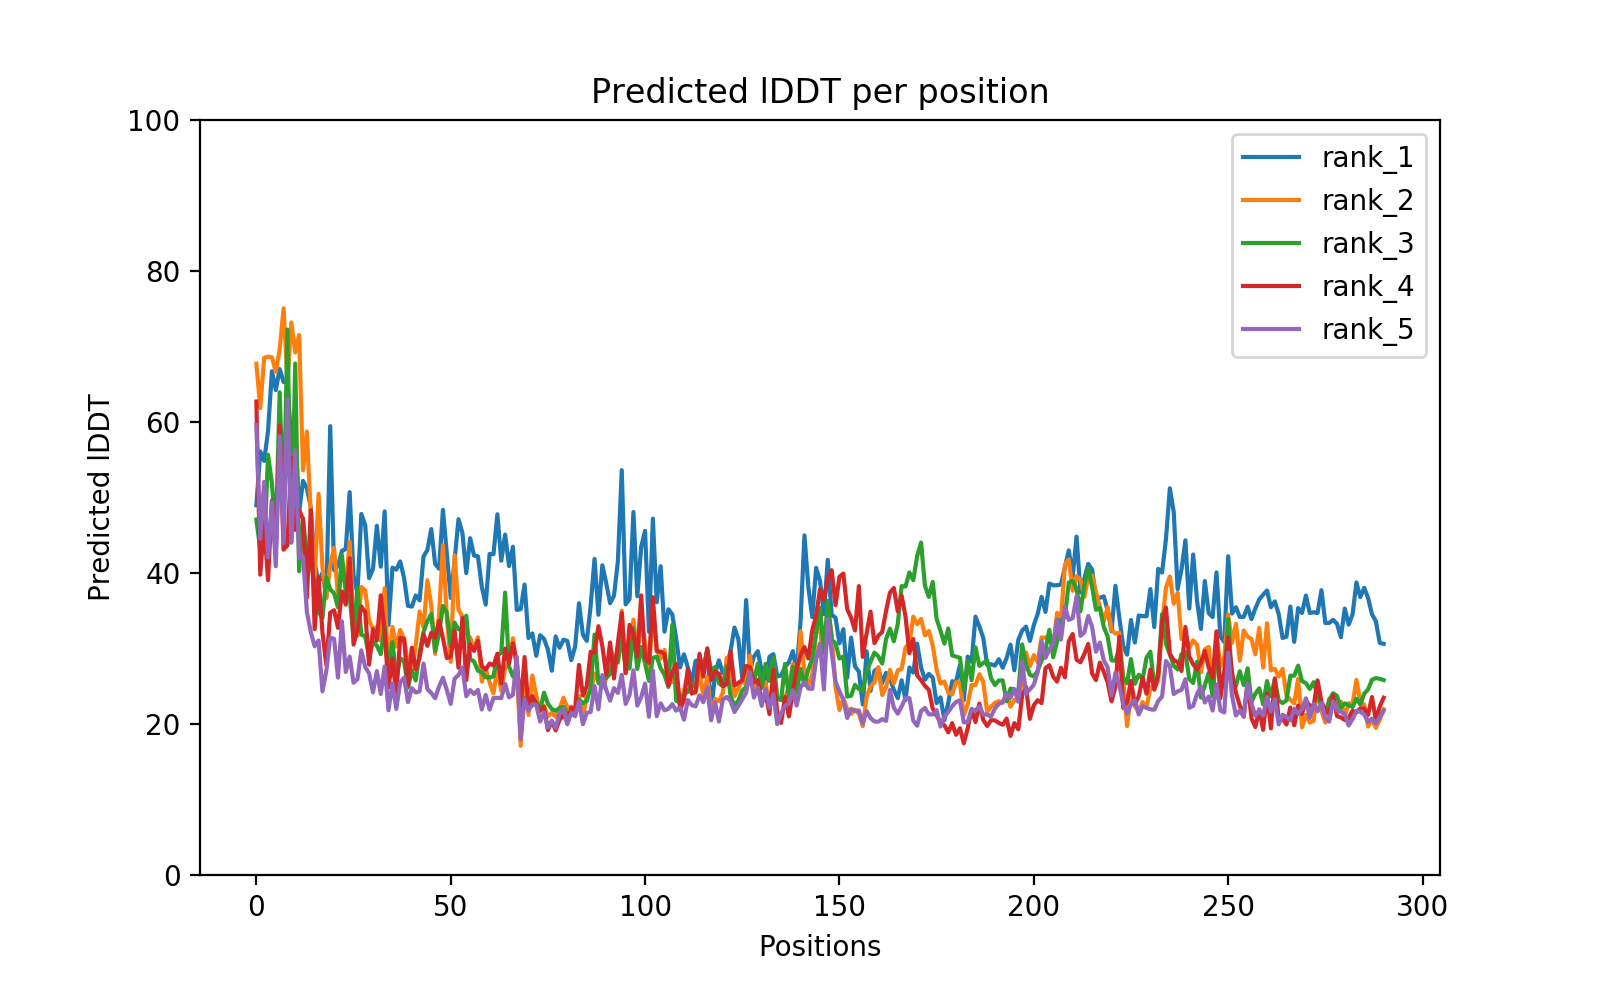 Predicted lDDT per position
100
80
60
40
20
0
Predicted lDDT
rank_1
rank_2
rank_3
rank_4
rank_5
0 50 100 150 200 250 300
Positions